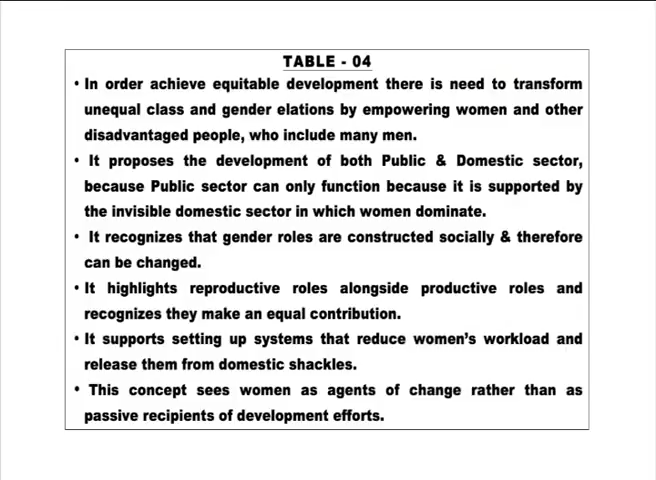 TABLE - 04
• In order achieve equitable development there is need to transform
unequal class and gender elations by empowering women and other
disadvantaged people, who include many men.
• It proposes the development of both Public & Domestic sector,
because Public sector can only function because it is supported by
the invisible domestic sector in which women dominate.
• It recognizes that gender roles are constructed socially & therefore
can be changed.
• It highlights reproductive roles alongside productive roles and
recognizes they make an equal contribution.
• It supports setting up systems that reduce women's workload and
release them from domestic shackles.
• This concept sees women as agents of change rather than as
passive recipients of development efforts.